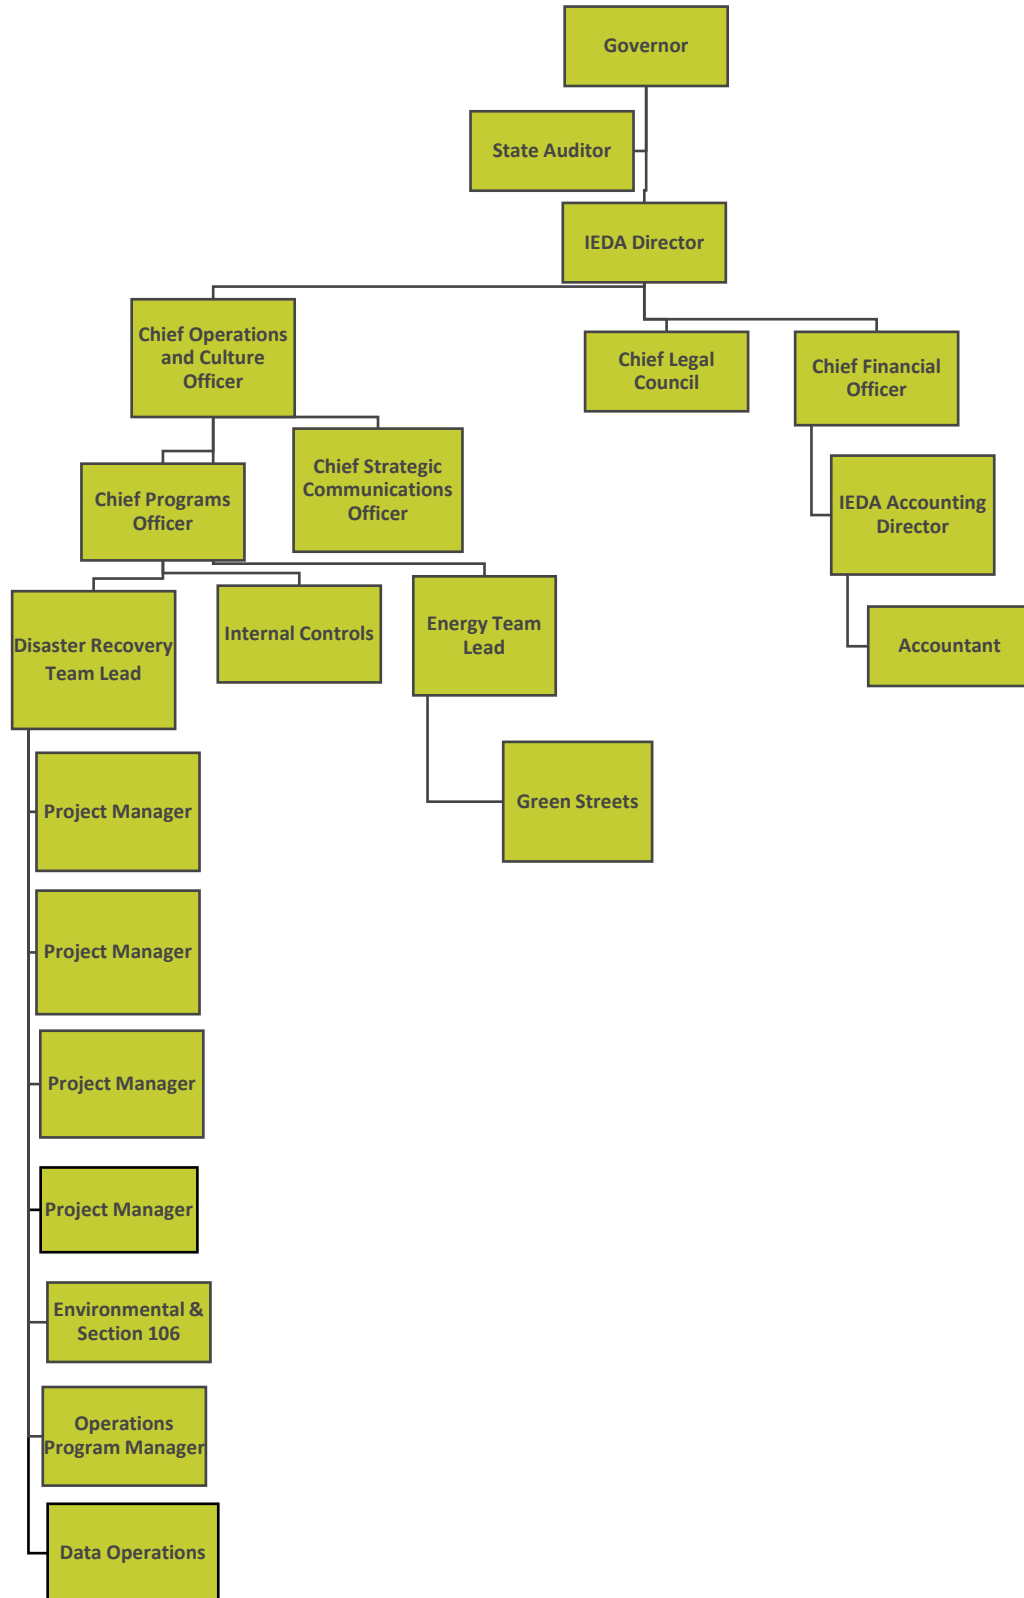 Governor
State Auditor
IEDA Director
Chief Operations
and Culture
Officer
Chief Legal
Council
Chief Financial
Officer
Chief Strategic
Communications
Officer
Chief Programs
Officer
IEDA Accounting
Director
Disaster Recovery
Team Lead
Internal Controls
Energy Team
Lead
Accountant
Project Manager
Green Streets
Project Manager
Project Manager
Project Manager
Environmental &
Section 106
Operations
Program Manager
Data Operations